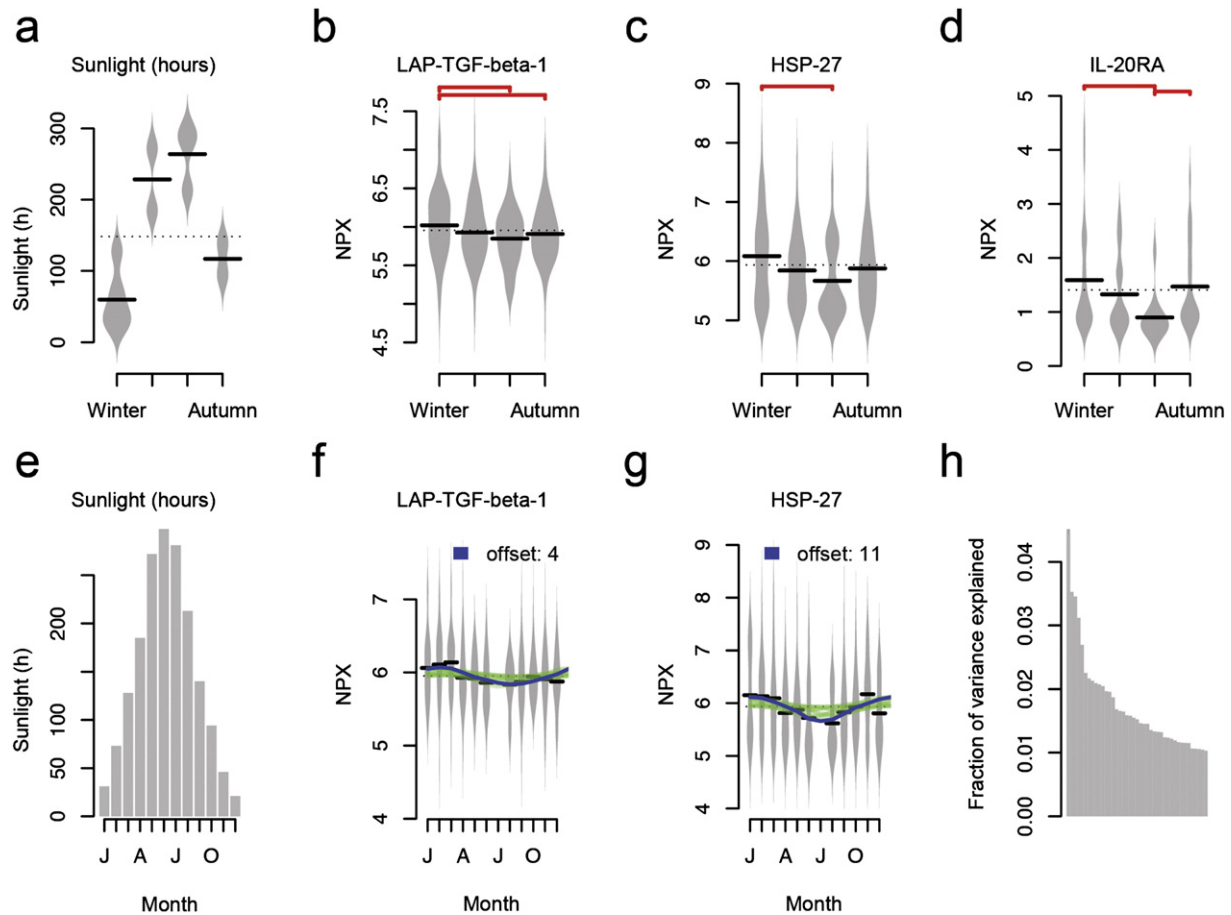 a
Sunlight (hours)
Sunlight (h)
300
200
100
0
Winter Autumn
b
LAP-TGF-beta-1
NPX
7.5
6.5
5.5
4.5
Winter Autumn
c
HSP-27
NPX
9
8
7
6
5
Winter Autumn
d
IL-20RA
NPX
5
4
3
2
1
0
Winter Autumn
e
Sunlight (hours)
Sunlight (h)
200
100
50
0
J A J O
Month
f
LAP-TGF-beta-1
offset: 4
NPX
7
6
5
4
J A J O
Month
g
HSP-27
offset: 11
NPX
9
8
7
6
5
4
J A J O
Month
h
Fraction of variance explained
0.04
0.03
0.02
0.01
0.00